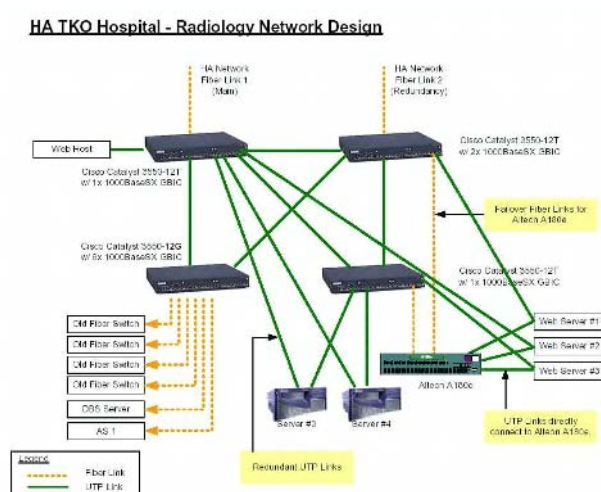 HA TKO Hospital - Radiology Network Design
HA Network
Fiber Link 1
(Main)
HA Network
Fiber Link 2
(Redundancy)
Web Host
Cisco Catalyst 3550-12T
w/ 1x 1000BaseSX GBIC
Cisco Catalyst 3550-12T
w/ 2x 1000BaseSX GBIC
Failover Fiber Links for
Alteon A180e
Cisco Catalyst 3550-12G
w/ 6x 1000BaseSX GBIC
Cisco Catalyst 3550-12T
w/ 1x 1000BaseSX GBIC
Old Fiber Switch
Old Fiber Switch
Old Fiber Switch
Old Fiber Switch
DBS Server
AS 1
Web Server #1
Web Server #2
Web Server #3
Alteon A180e
Server #3
Server #4
UTP Links directly
connect to Alteon A180e.
Redundant UTP Links
Legend
Fiber Link
UTP Link